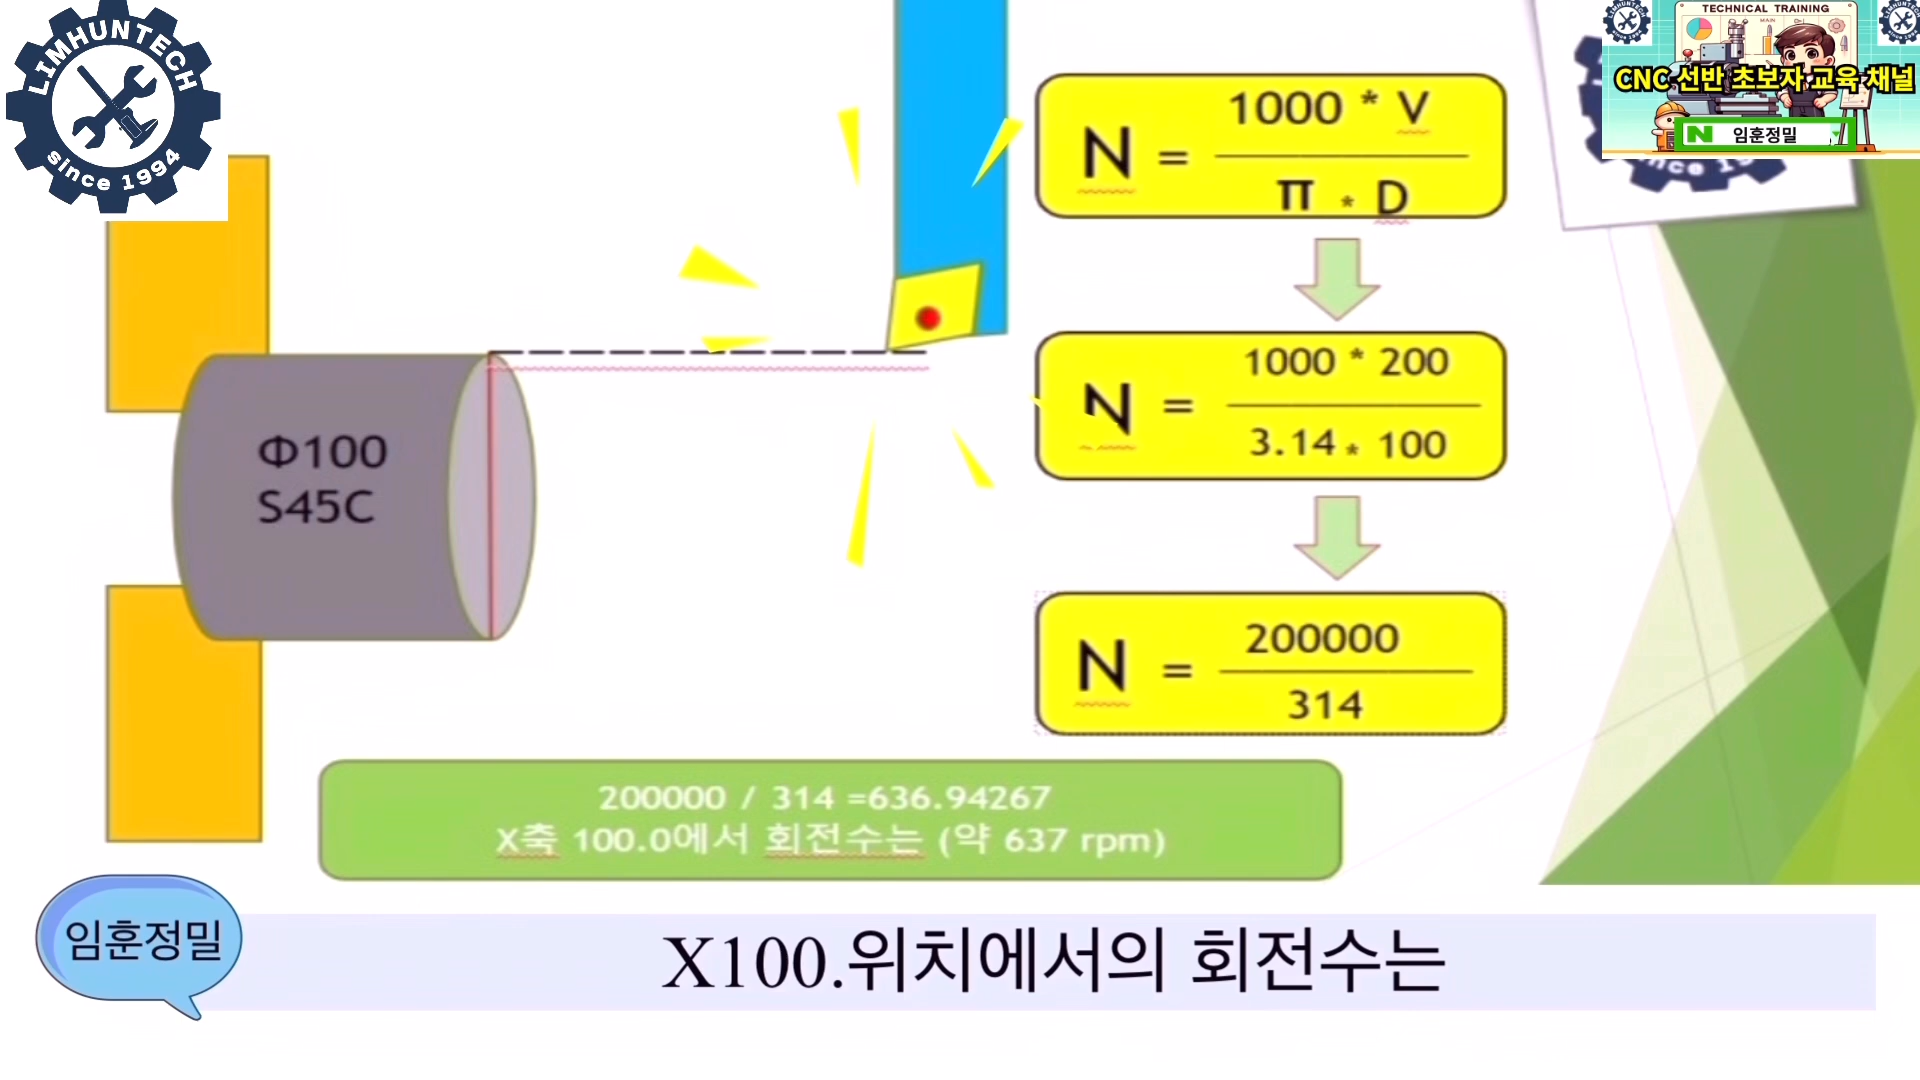 LIMHUNTECH
since 1994
TECHNICAL TRAINING
MAIN
CNC 선반 초보자 교육 채널
N 임훈정밀
nce 19
N = 1000 * V
π * D
N = 1000 * 200
3.14 * 100
N = 200000
314
Φ100
S45C
200000 / 314 =636.94267
X축 100.0에서 회전수는 (약 637 rpm)
임훈정밀
X100.위치에서의 회전수는